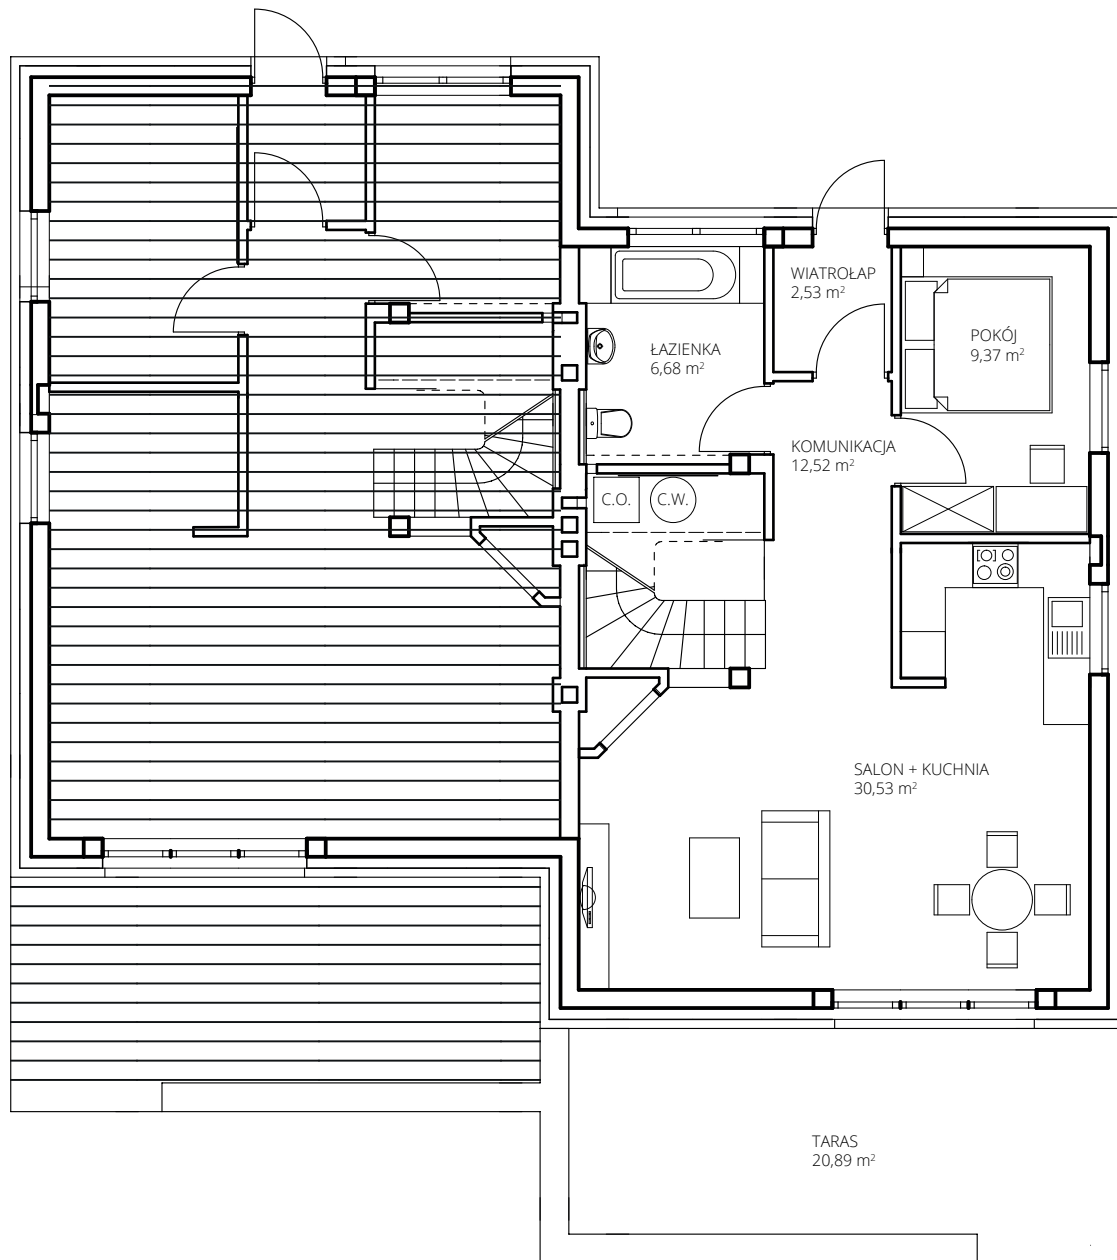 WIATROŁAP
2,53 m²
POKÓJ
9,37 m²
ŁAZIENKA
6,68 m²
KOMUNIKACJA
12,52 m²
C.O.
C.W.
SALON + KUCHNIA
30,53 m²
TARAS
20,89 m²